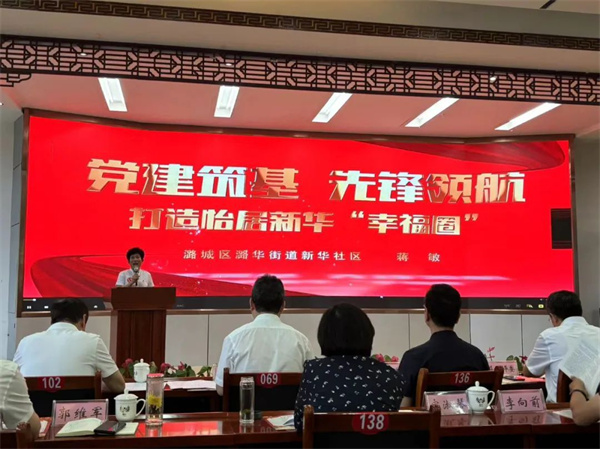 党建筑基 先锋领航
打造怡居新华“幸福圈”
潞城区潞华街道新华社区 蒋敏
102
069
136
138
郑维军
李向前